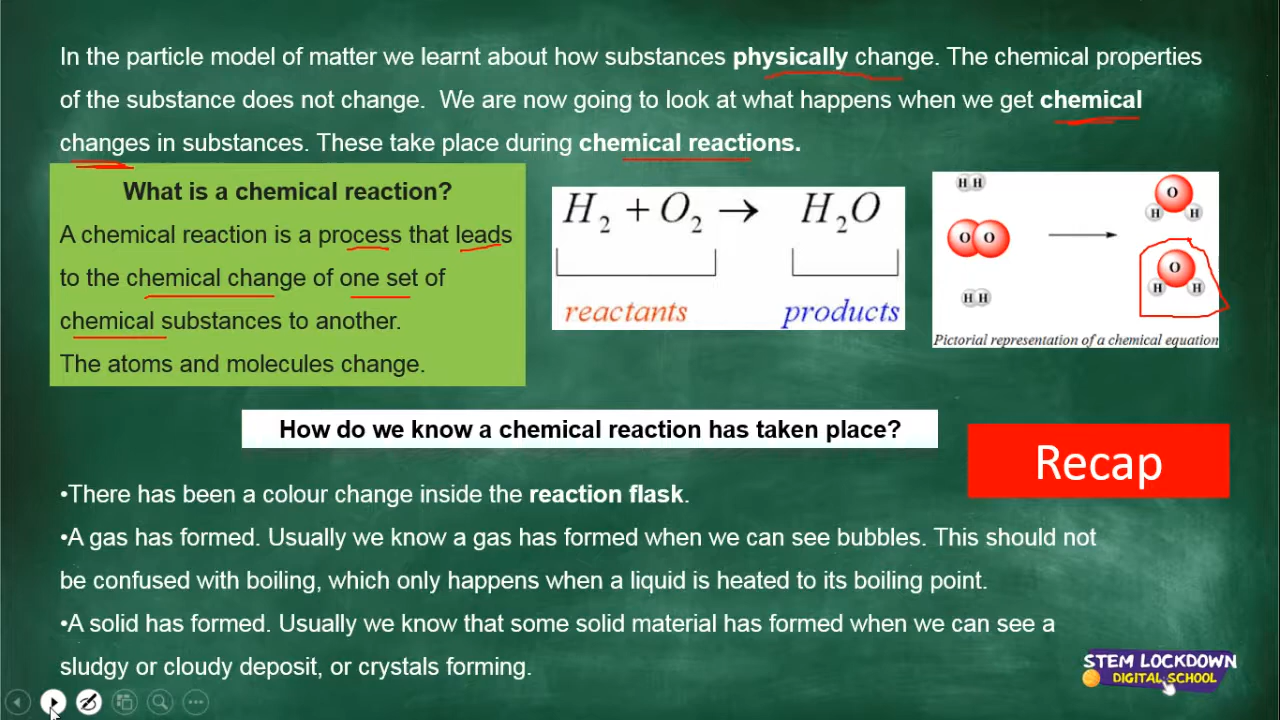 In the particle model of matter we learnt about how substances physically change. The chemical properties
of the substance does not change. We are now going to look at what happens when we get chemical
changes in substances. These take place during chemical reactions.
What is a chemical reaction?
A chemical reaction is a process that leads
to the chemical change of one set of
chemical substances to another.
The atoms and molecules change.
H₂ + O₂ → H₂O
reactants products
H H
O O
H H
O
H H
O
H H
Pictorial representation of a chemical equation
How do we know a chemical reaction has taken place?
Recap
•There has been a colour change inside the reaction flask.
•A gas has formed. Usually we know a gas has formed when we can see bubbles. This should not
be confused with boiling, which only happens when a liquid is heated to its boiling point.
•A solid has formed. Usually we know that some solid material has formed when we can see a
sludgy or cloudy deposit, or crystals forming.
STEM LOCKDOWN
DIGITAL SCHOOL